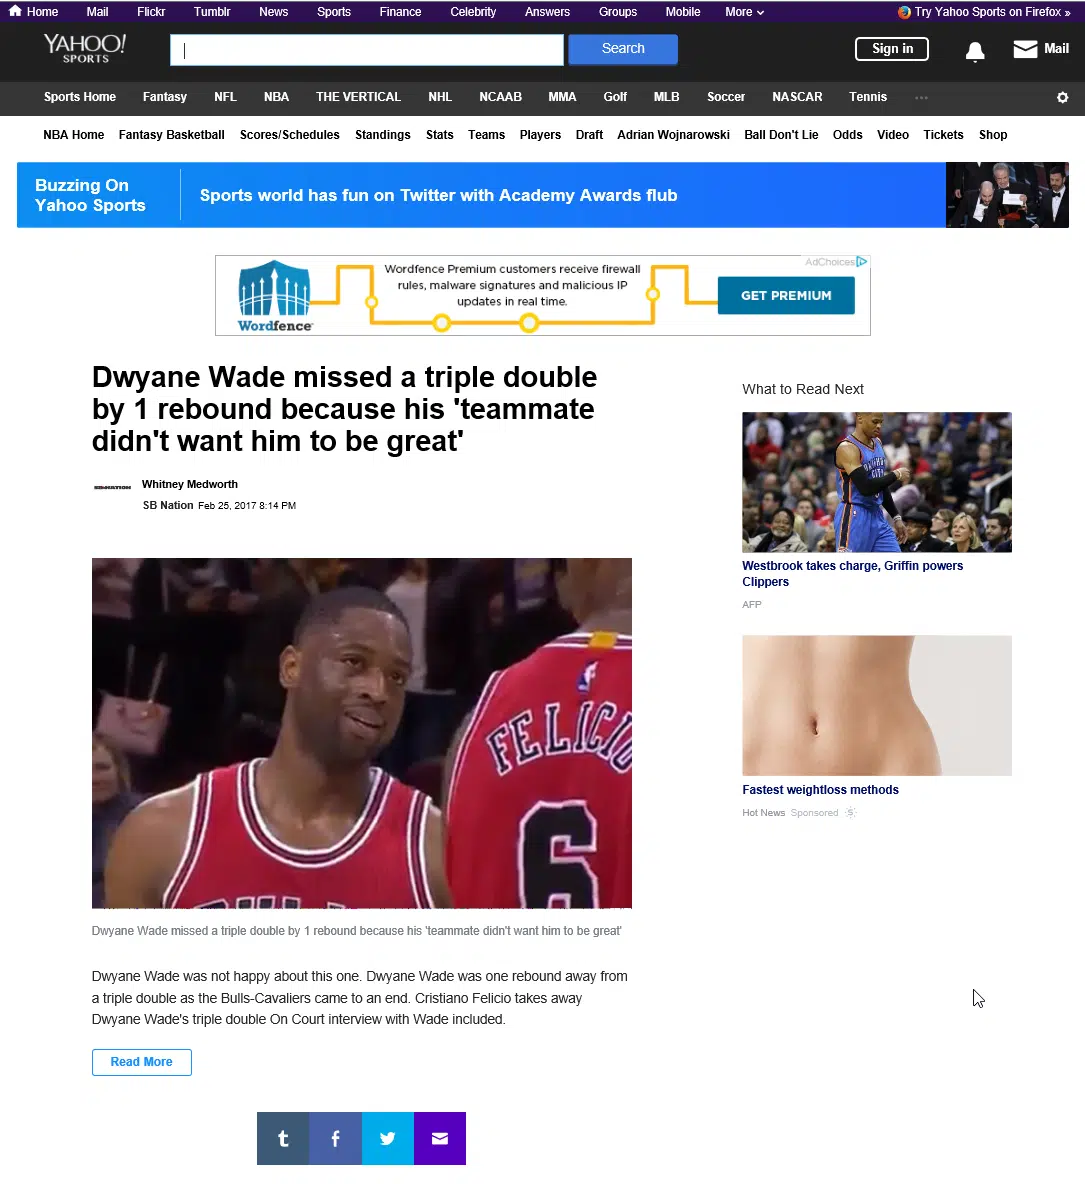 Home Mail Flickr Tumblr News Sports Finance Celebrity Answers Groups Mobile More Try Yahoo Sports on Firefox »
YAHOO!
SPORTS
Search
Sign in
Mail
Sports Home Fantasy NFL NBA THE VERTICAL NHL NCAAB MMA Golf MLB Soccer NASCAR Tennis ...
NBA Home Fantasy Basketball Scores/Schedules Standings Stats Teams Players Draft Adrian Wojnarowski Ball Don't Lie Odds Video Tickets Shop
Buzzing On
Yahoo Sports
Sports world has fun on Twitter with Academy Awards flub
AdChoices
Wordfence Premium customers receive firewall
rules, malware signatures and malicious IP
updates in real time.
Wordfence
GET PREMIUM
Dwyane Wade missed a triple double
by 1 rebound because his 'teammate
didn't want him to be great'
SB NATION
Whitney Medworth
SB Nation Feb 25, 2017 8:14 PM
FELICIO
6
Dwyane Wade missed a triple double by 1 rebound because his 'teammate didn't want him to be great'
Dwyane Wade was not happy about this one. Dwyane Wade was one rebound away from
a triple double as the Bulls-Cavaliers came to an end. Cristiano Felicio takes away
Dwyane Wade's triple double On Court interview with Wade included.
Read More
What to Read Next
Westbrook takes charge, Griffin powers
Clippers
AFP
Fastest weightloss methods
Hot News Sponsored